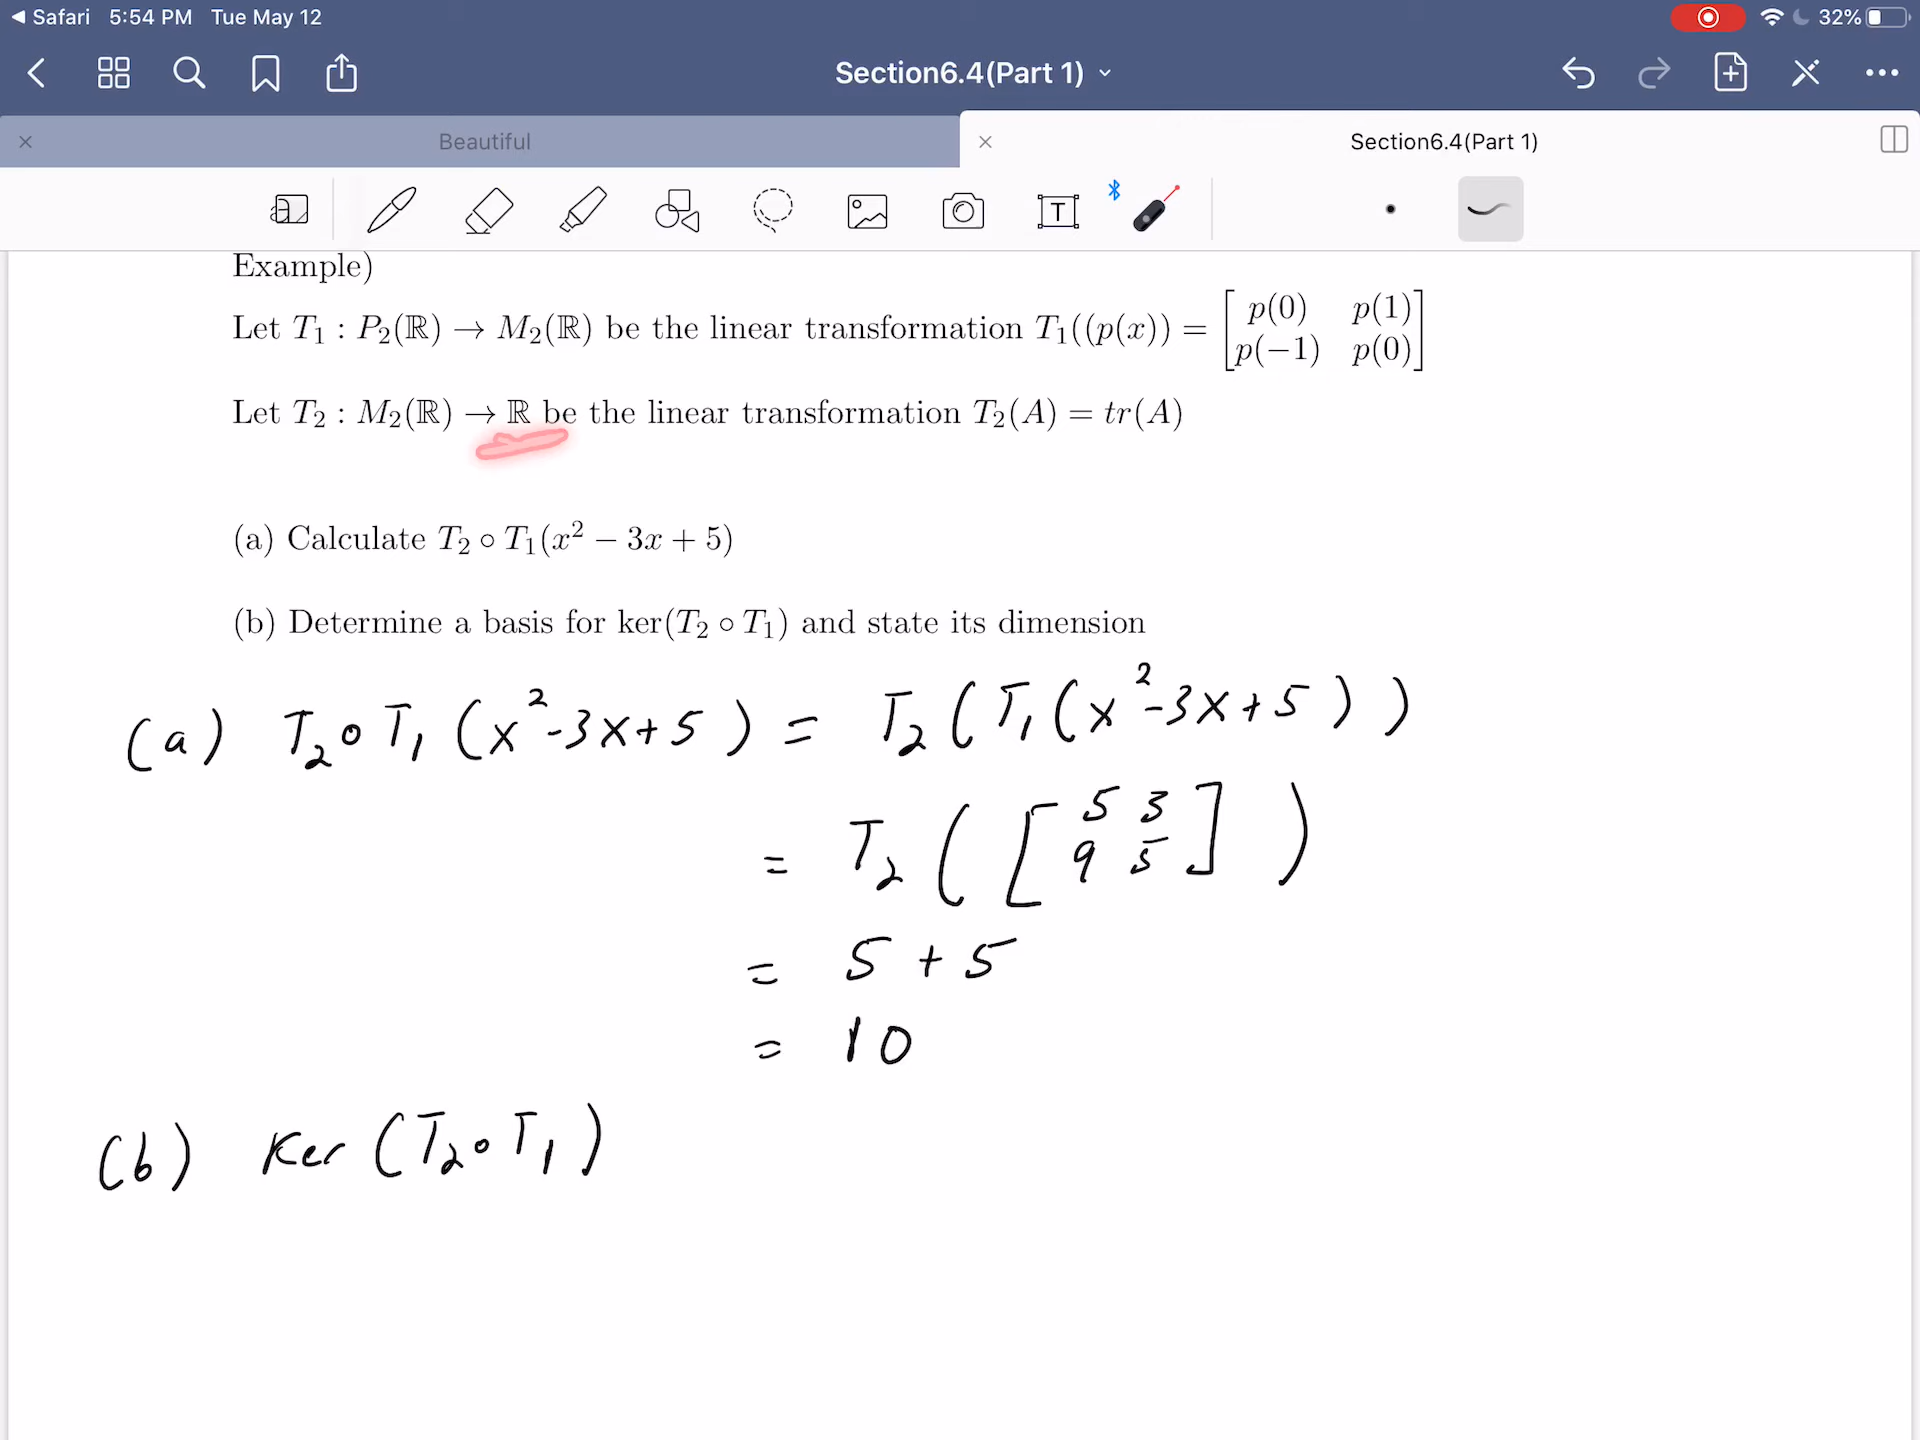 Safari 5:54 PM Tue May 12 32%
Section6.4(Part 1)
Beautiful Section6.4(Part 1)
Example)
Let T₁ : P₂(ℝ) → M₂(ℝ) be the linear transformation T₁((p(x)) = [p(0) p(1)
p(−1) p(0)]
Let T₂ : M₂(ℝ) → ℝ be the linear transformation T₂(A) = tr(A)
(a) Calculate T₂ ∘ T₁(x² − 3x + 5)
(b) Determine a basis for ker(T₂ ∘ T₁) and state its dimension
(a) T₂∘T₁(x²-3x+5) = T₂(T₁(x²-3x+5))
= T₂([5 3
9 5])
= 5 + 5
= 10
(b) Ker(T₂∘T₁)